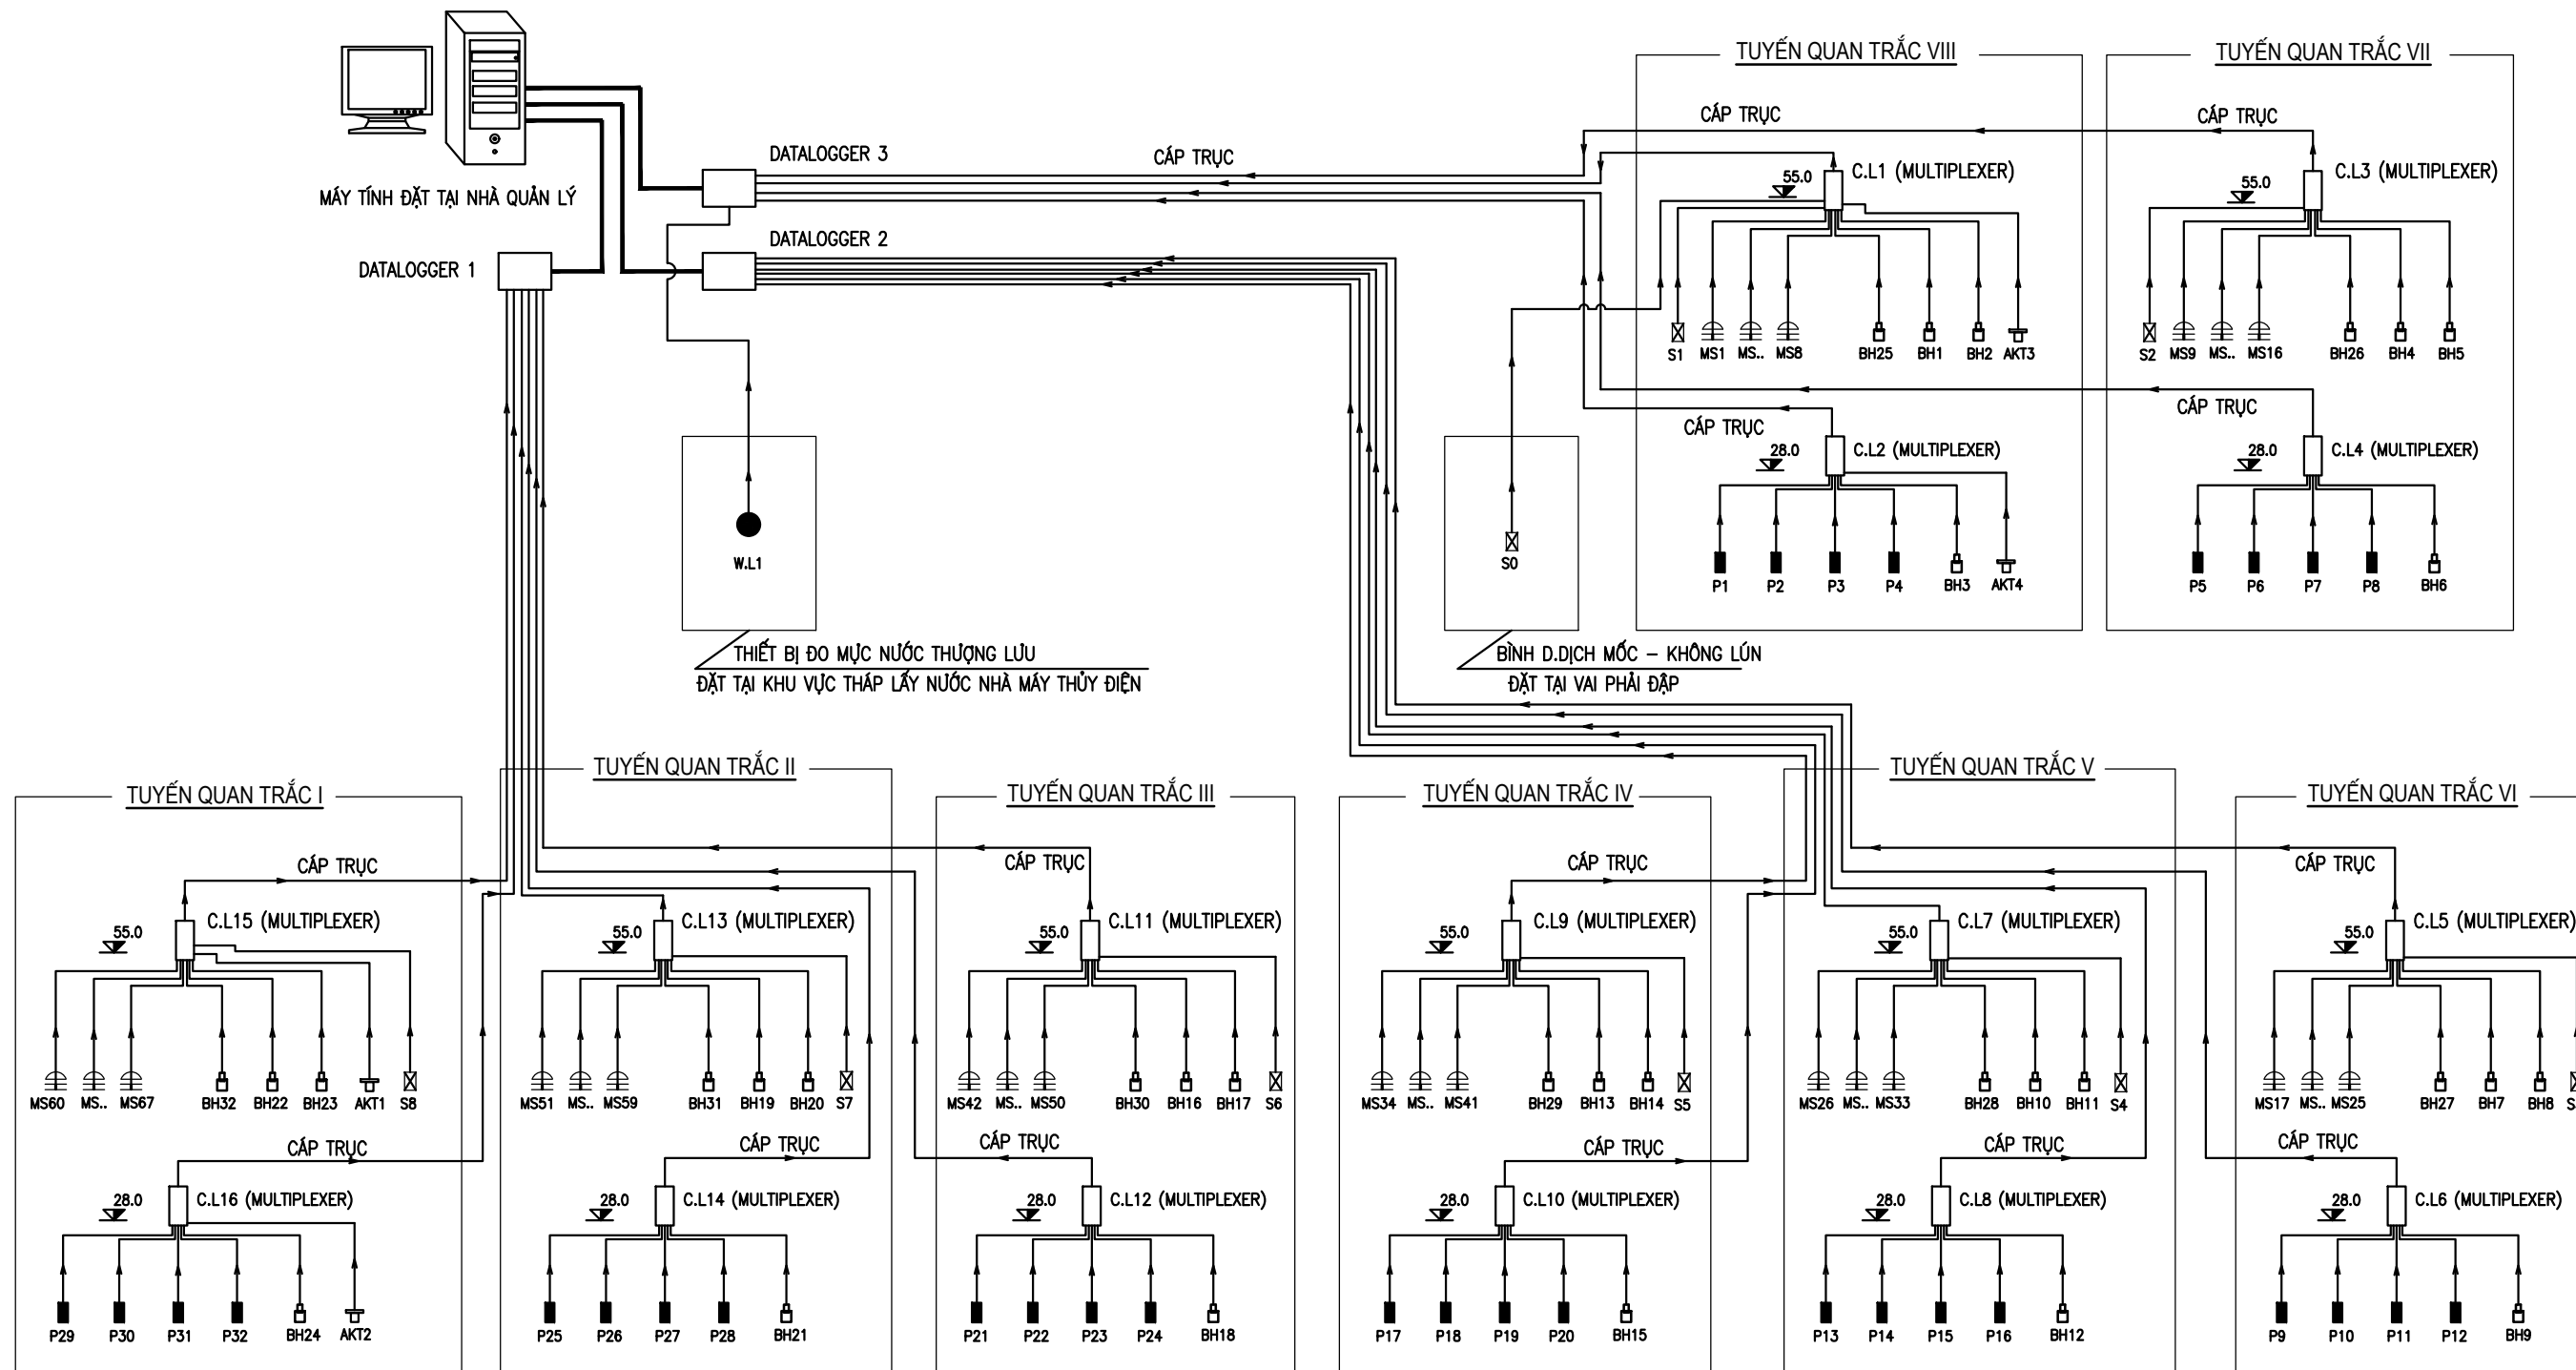 TUYẾN QUAN TRẮC VIII
TUYẾN QUAN TRẮC VII
CÁP TRỤC
CÁP TRỤC
DATALOGGER 3
CÁP TRỤC
MÁY TÍNH ĐẶT TẠI NHÀ QUẢN LÝ
55.0
C.L1 (MULTIPLEXER)
55.0
C.L3 (MULTIPLEXER)
DATALOGGER 2
DATALOGGER 1
S1 MS1 MS.. MS8 BH25 BH1 BH2 AKT3
S2 MS9 MS.. MS16 BH26 BH4 BH5
CÁP TRỤC
CÁP TRỤC
28.0
C.L2 (MULTIPLEXER)
28.0
C.L4 (MULTIPLEXER)
W.L1
S0
P1 P2 P3 P4 BH3 AKT4
P5 P6 P7 P8 BH6
THIẾT BỊ ĐO MỰC NƯỚC THƯỢNG LƯU
ĐẶT TẠI KHU VỰC THÁP LẤY NƯỚC NHÀ MÁY THỦY ĐIỆN
BÌNH D.DỊCH MỐC – KHÔNG LÚN
ĐẶT TẠI VAI PHẢI ĐẬP
TUYẾN QUAN TRẮC I
TUYẾN QUAN TRẮC II
TUYẾN QUAN TRẮC III
TUYẾN QUAN TRẮC IV
TUYẾN QUAN TRẮC V
TUYẾN QUAN TRẮC VI
CÁP TRỤC
CÁP TRỤC
CÁP TRỤC
CÁP TRỤC
55.0
C.L15 (MULTIPLEXER)
55.0
C.L13 (MULTIPLEXER)
55.0
C.L11 (MULTIPLEXER)
55.0
C.L9 (MULTIPLEXER)
55.0
C.L7 (MULTIPLEXER)
55.0
C.L5 (MULTIPLEXER)
MS60 MS.. MS67 BH32 BH22 BH23 AKT1 S8
MS51 MS.. MS59 BH31 BH19 BH20 S7
MS42 MS.. MS50 BH30 BH16 BH17 S6
MS34 MS.. MS41 BH29 BH13 BH14 S5
MS26 MS.. MS33 BH28 BH10 BH11 S4
MS17 MS.. MS25 BH27 BH7 BH8
CÁP TRỤC
CÁP TRỤC
CÁP TRỤC
CÁP TRỤC
CÁP TRỤC
CÁP TRỤC
28.0
C.L16 (MULTIPLEXER)
28.0
C.L14 (MULTIPLEXER)
28.0
C.L12 (MULTIPLEXER)
28.0
C.L10 (MULTIPLEXER)
28.0
C.L8 (MULTIPLEXER)
28.0
C.L6 (MULTIPLEXER)
P29 P30 P31 P32 BH24 AKT2
P25 P26 P27 P28 BH21
P21 P22 P23 P24 BH18
P17 P18 P19 P20 BH15
P13 P14 P15 P16 BH12
P9 P10 P11 P12 BH9